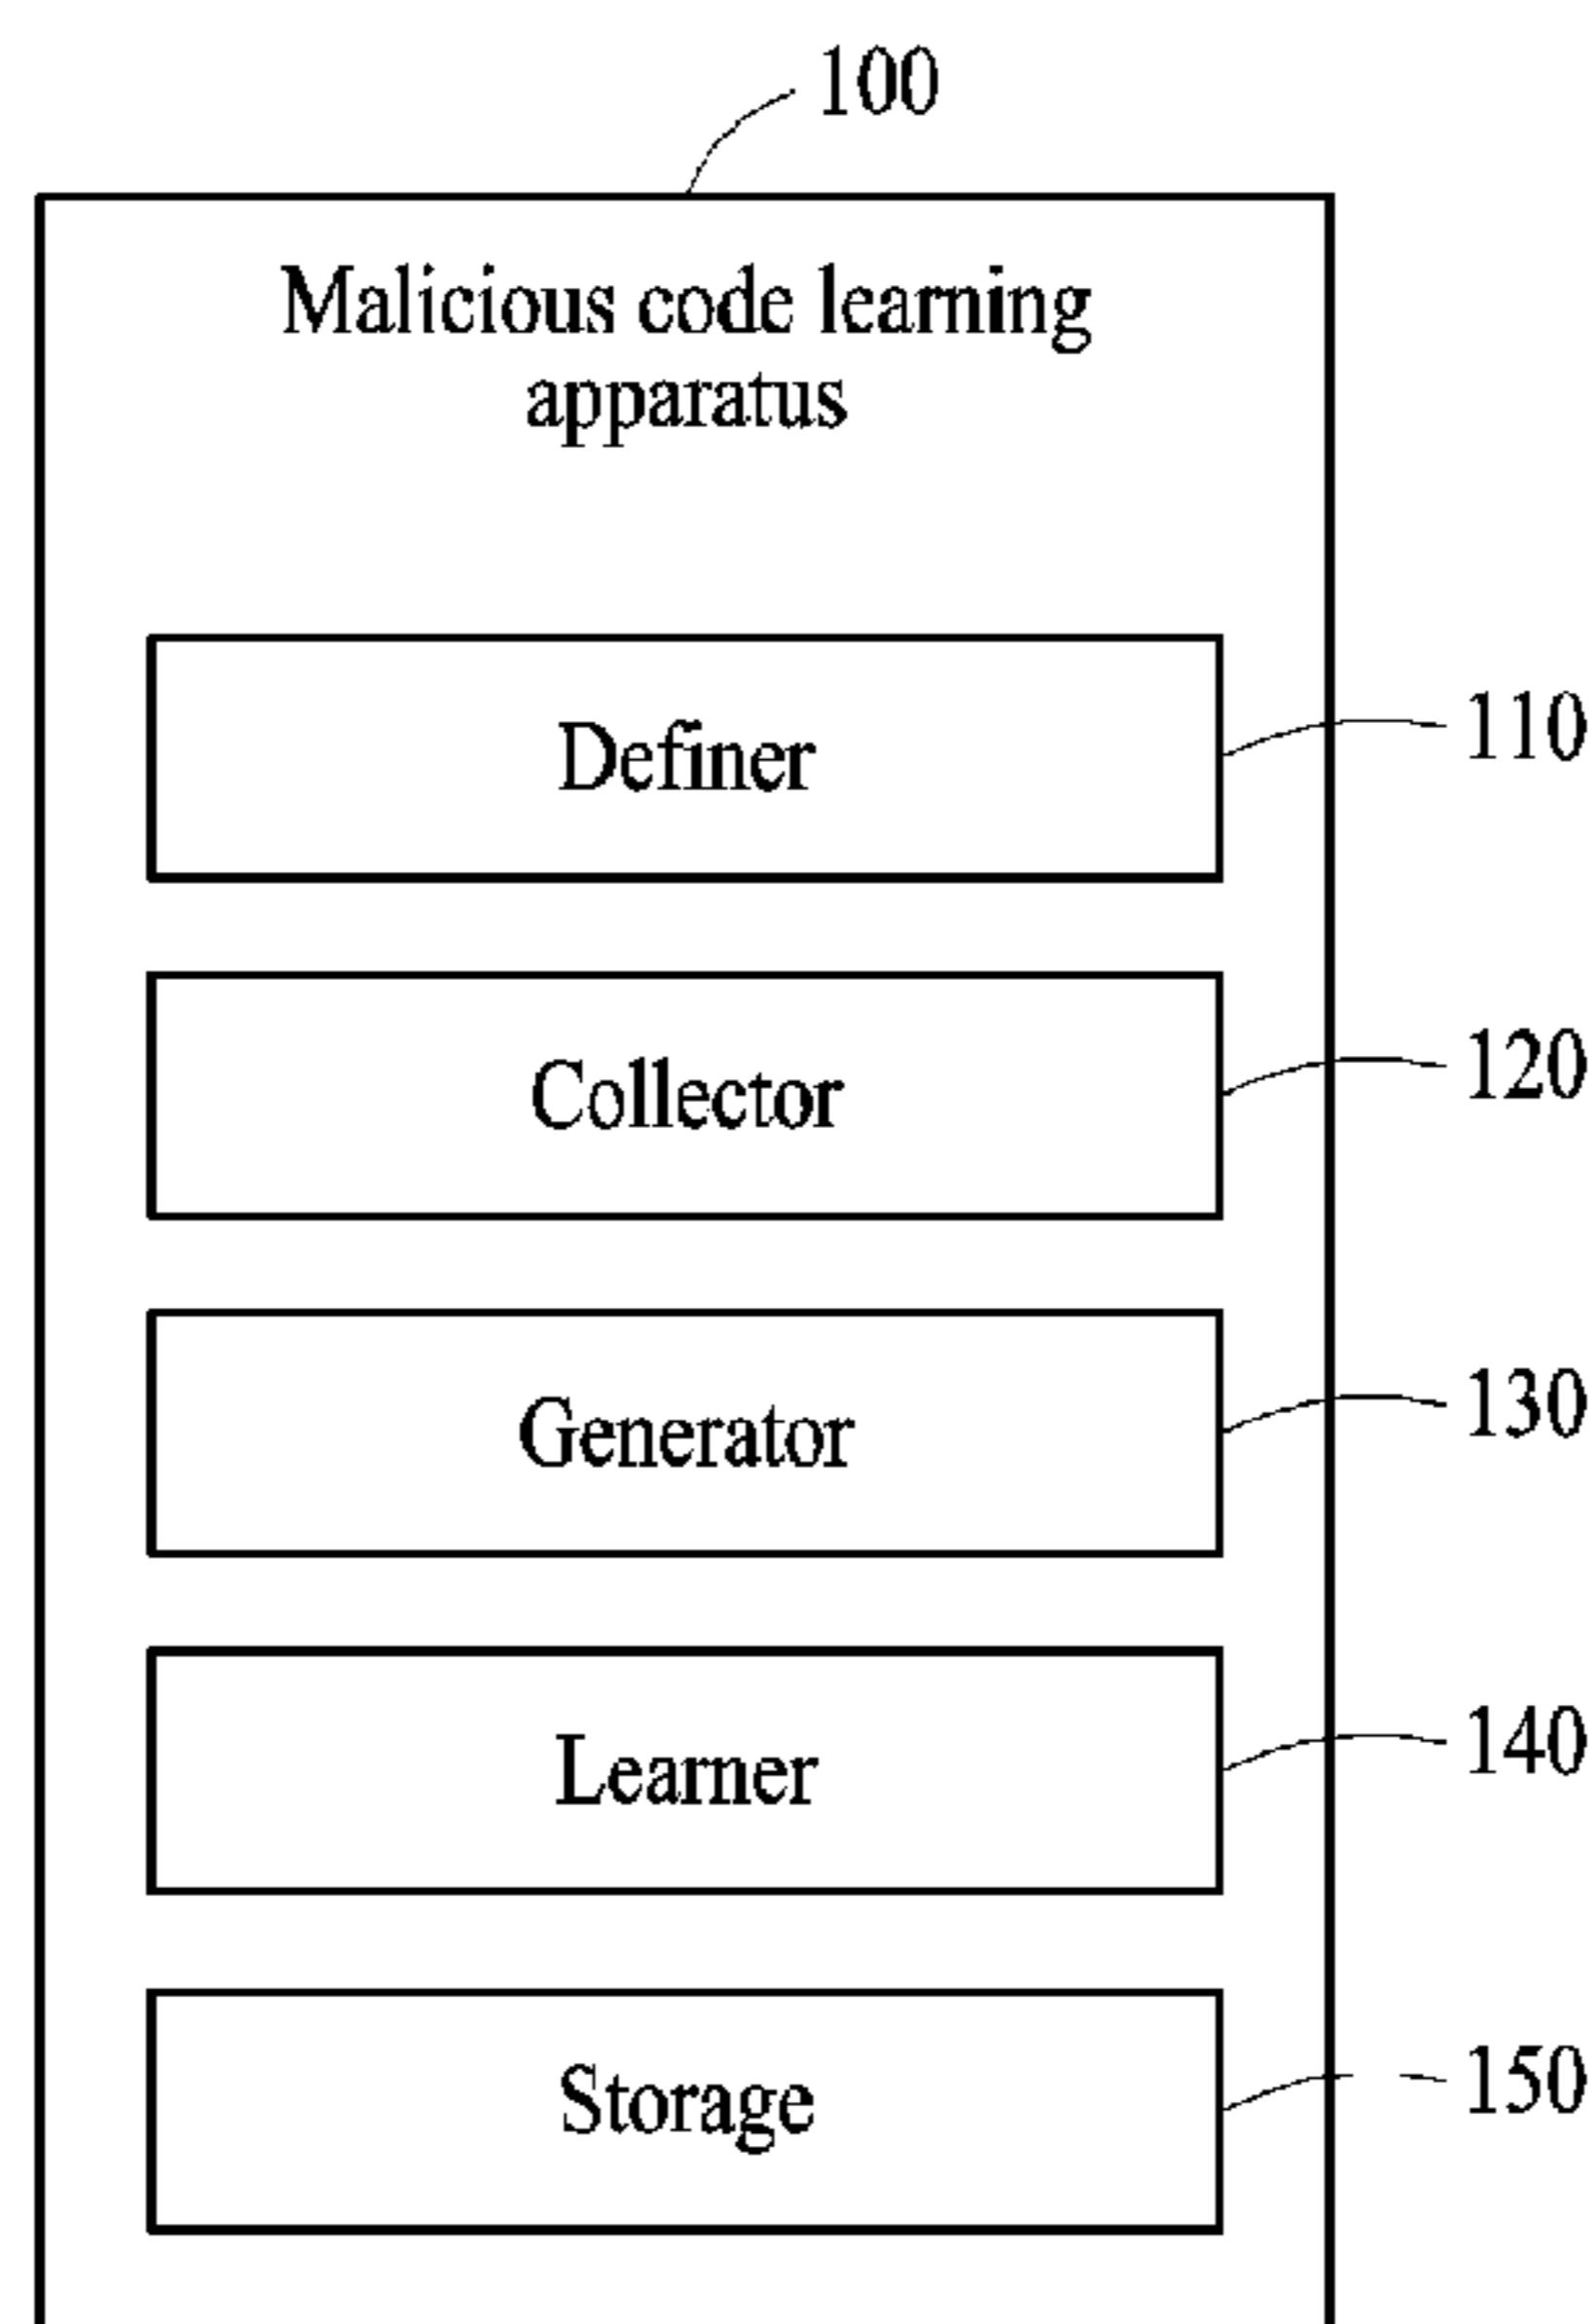 100
Malicious code learning
apparatus
Definer
110
Collector
120
Generator
130
Learner
140
Storage
150